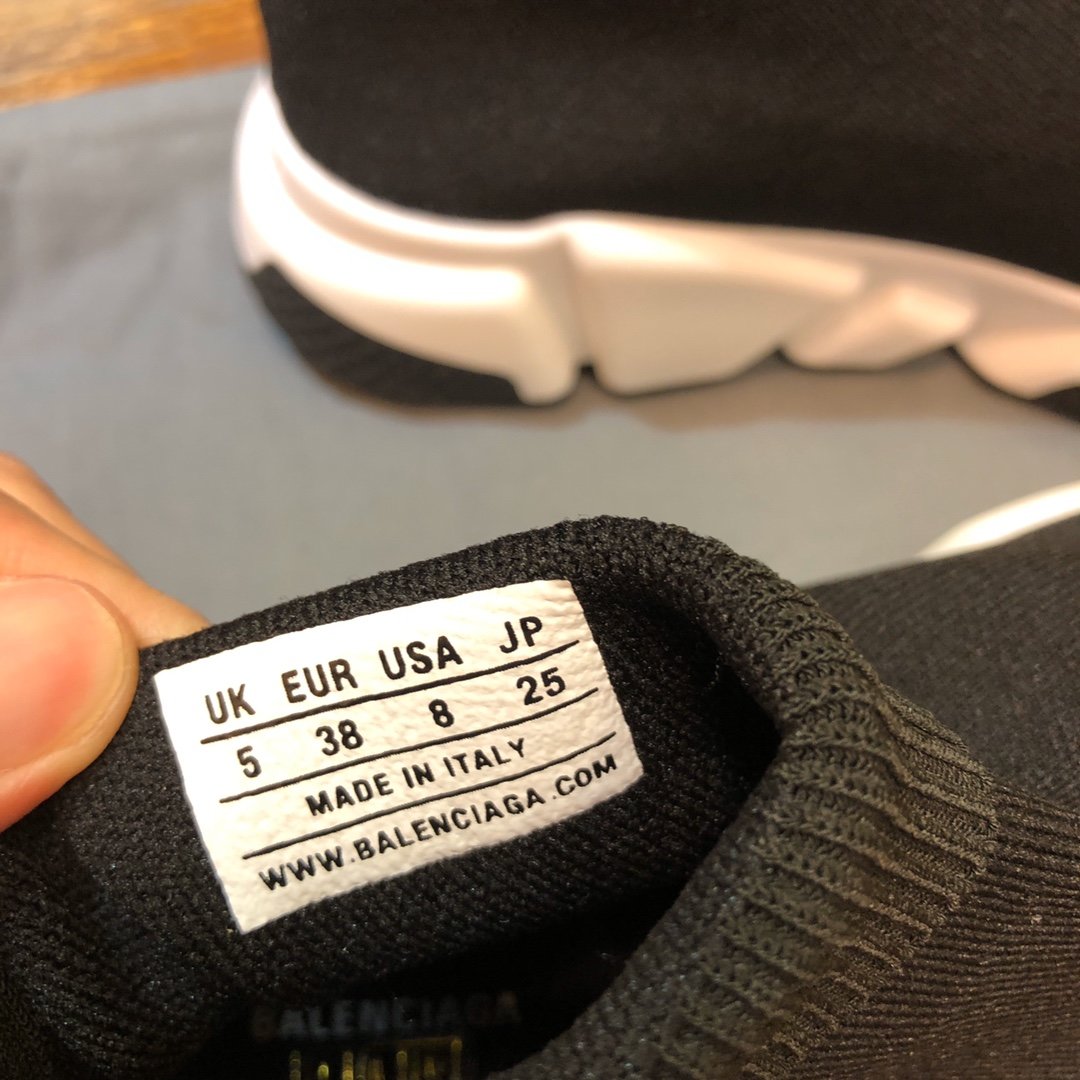 UK EUR USA JP
5 38 8 25
MADE IN ITALY
WWW.BALENCIAGA.COM
BALENCIAGA